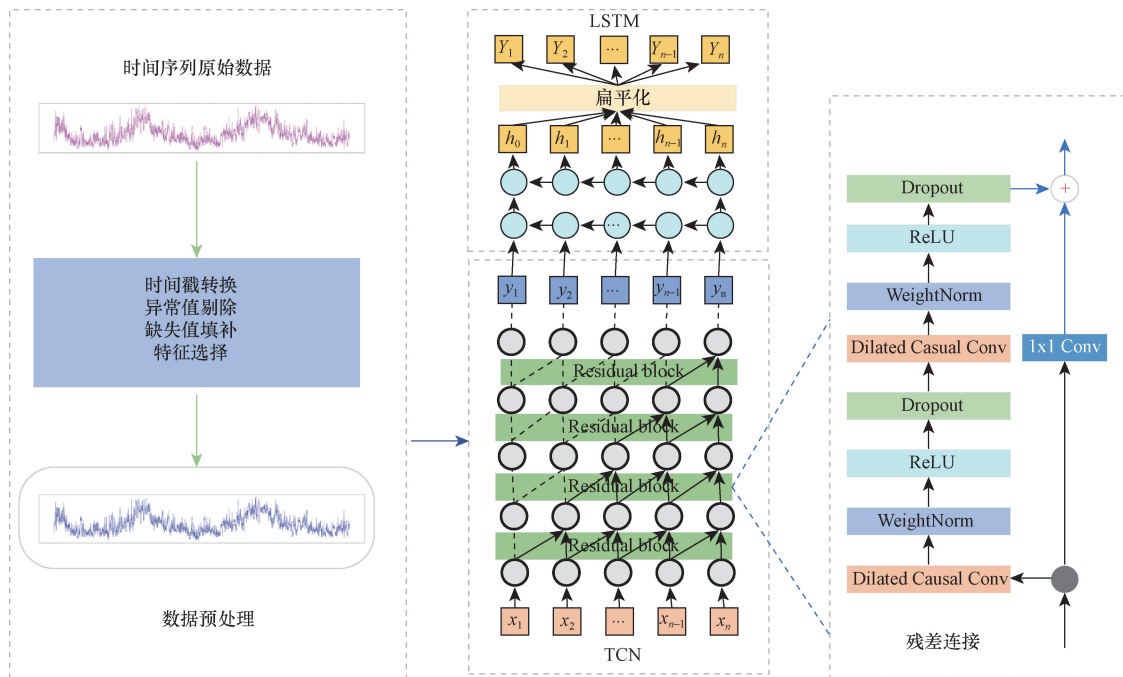 时间序列原始数据
时间戳转换
异常值剔除
缺失值填补
特征选择
数据预处理
LSTM
Y₁ Y₂ ... Yₙ₋₁ Yₙ
扁平化
h₀ h₁ ... hₙ₋₁ hₙ
...
y₁ y₂ ... yₙ₋₁ yₙ
Residual block
Residual block
Residual block
Residual block
x₁ x₂ ... xₙ₋₁ xₙ
TCN
+
Dropout
ReLU
WeightNorm
Dilated Casual Conv
1x1 Conv
Dropout
ReLU
WeightNorm
Dilated Causal Conv
残差连接